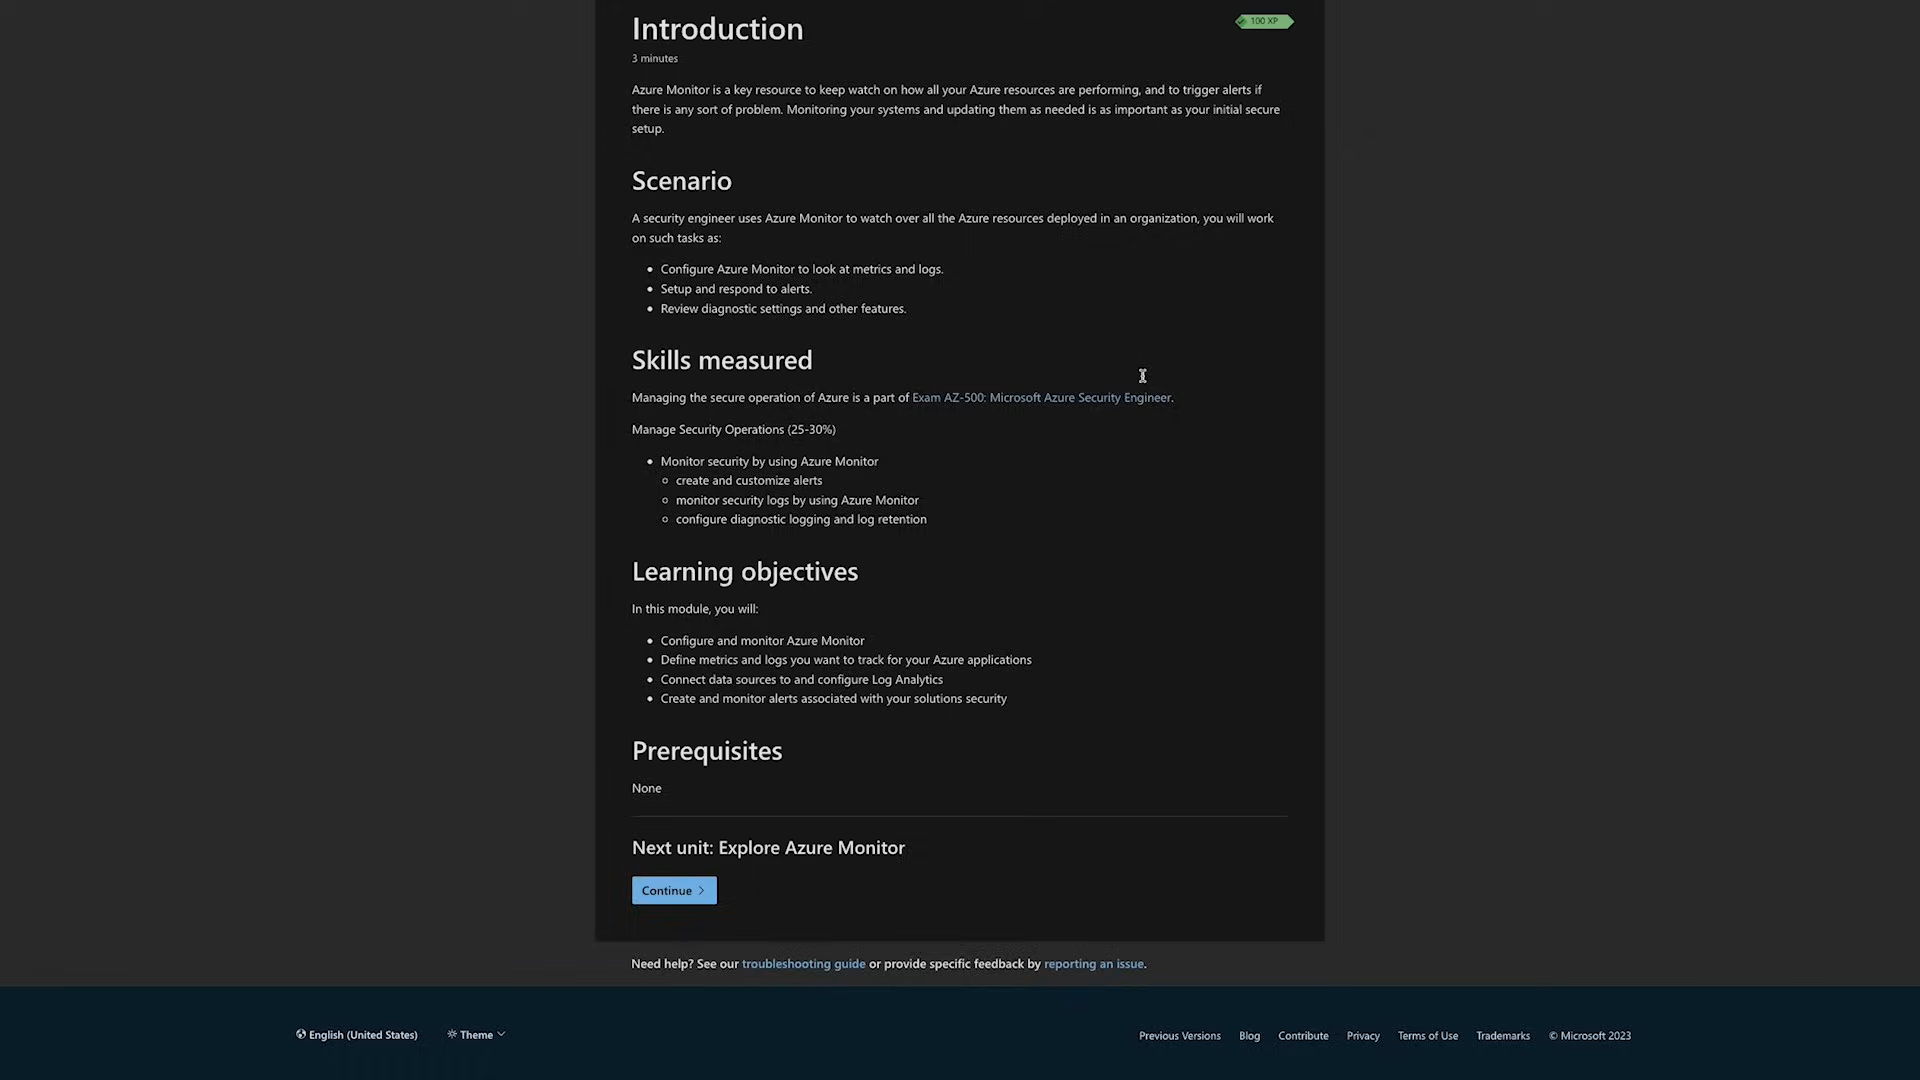 Introduction
100 XP
3 minutes
Azure Monitor is a key resource to keep watch on how all your Azure resources are performing, and to trigger alerts if
there is any sort of problem. Monitoring your systems and updating them as needed is as important as your initial secure
setup.
Scenario
A security engineer uses Azure Monitor to watch over all the Azure resources deployed in an organization, you will work
on such tasks as:
• Configure Azure Monitor to look at metrics and logs.
• Setup and respond to alerts.
• Review diagnostic settings and other features.
Skills measured
Managing the secure operation of Azure is a part of Exam AZ-500: Microsoft Azure Security Engineer.
Manage Security Operations (25-30%)
• Monitor security by using Azure Monitor
○ create and customize alerts
○ monitor security logs by using Azure Monitor
○ configure diagnostic logging and log retention
Learning objectives
In this module, you will:
• Configure and monitor Azure Monitor
• Define metrics and logs you want to track for your Azure applications
• Connect data sources to and configure Log Analytics
• Create and monitor alerts associated with your solutions security
Prerequisites
None
Next unit: Explore Azure Monitor
Continue
Need help? See our troubleshooting guide or provide specific feedback by reporting an issue.
English (United States) Theme
Previous Versions Blog Contribute Privacy Terms of Use Trademarks © Microsoft 2023